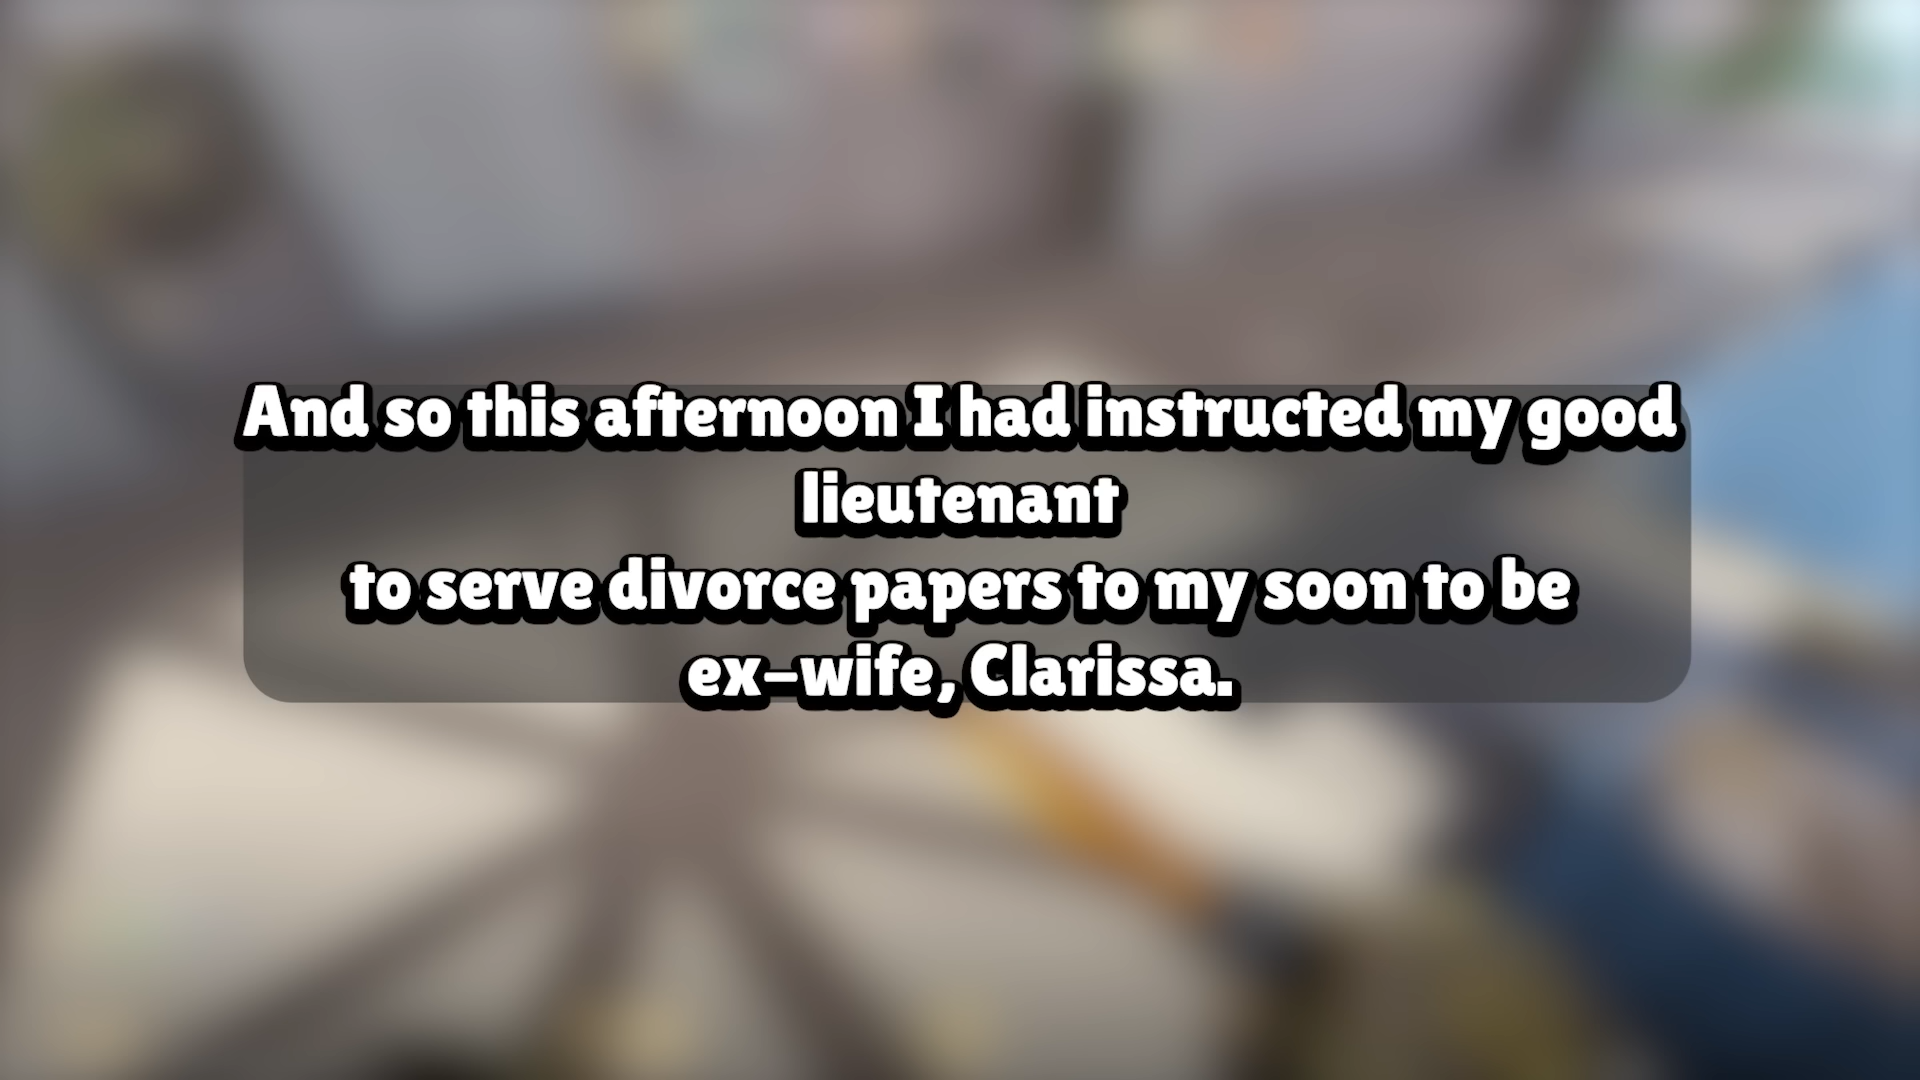 And so this afternoon I had instructed my good
lieutenant
to serve divorce papers to my soon to be
ex-wife, Clarissa.